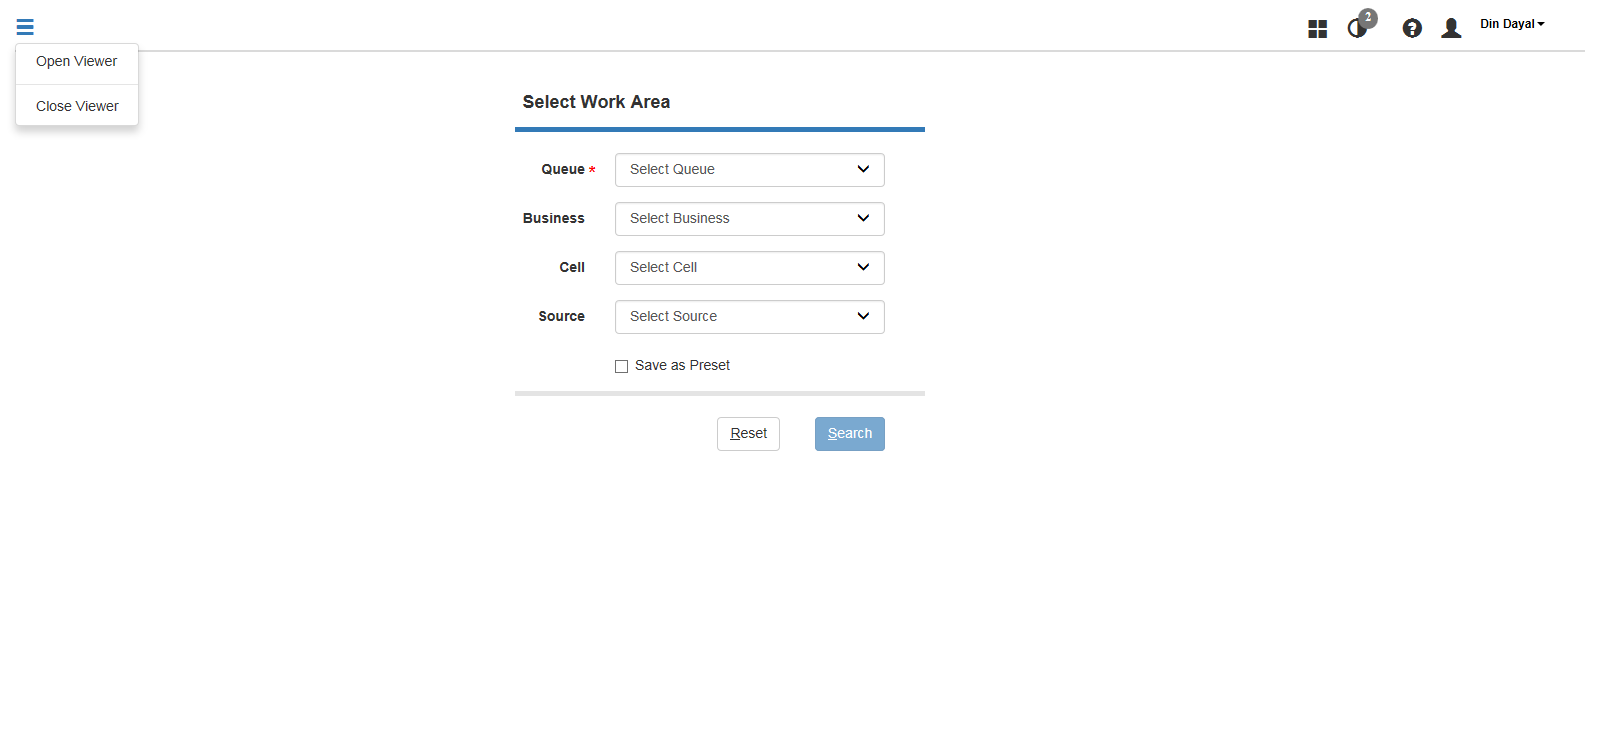 2
Din Dayal
Open Viewer
Close Viewer
Select Work Area
Queue * Select Queue
Business Select Business
Cell Select Cell
Source Select Source
Save as Preset
Reset Search